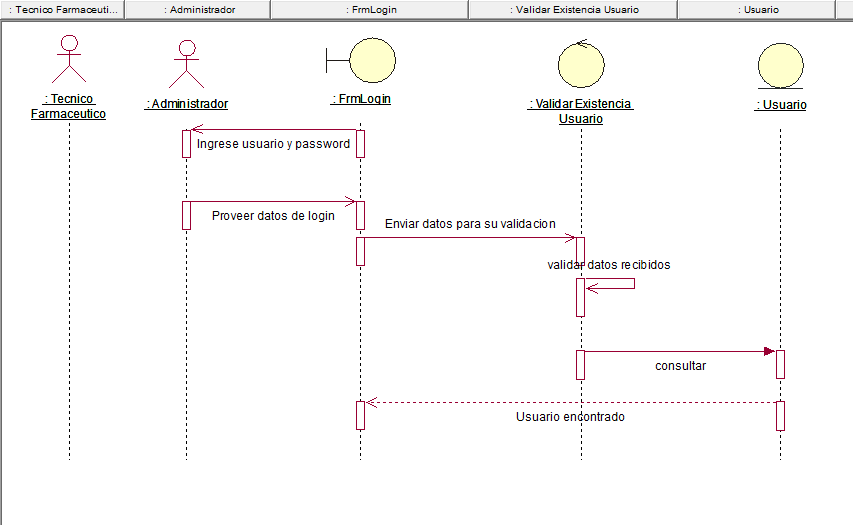 : Tecnico Farmaceuti...
: Administrador
: FrmLogin
: Validar Existencia Usuario
: Usuario
: Tecnico
Farmaceutico
: Administrador
: FrmLogin
: Validar Existencia
Usuario
: Usuario
Ingrese usuario y password
Proveer datos de login
Enviar datos para su validacion
validar datos recibidos
consultar
Usuario encontrado